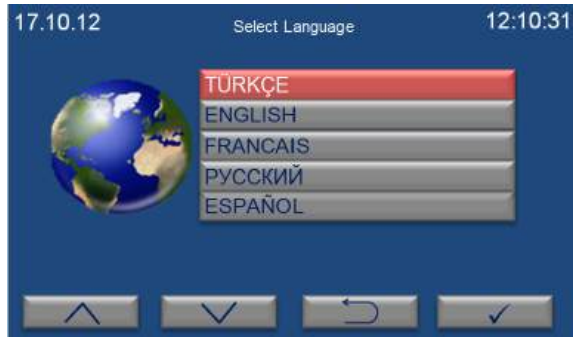 17.10.12 Select Language 12:10:31
TÜRKÇE
ENGLISH
FRANCAIS
РУССКИЙ
ESPAÑOL